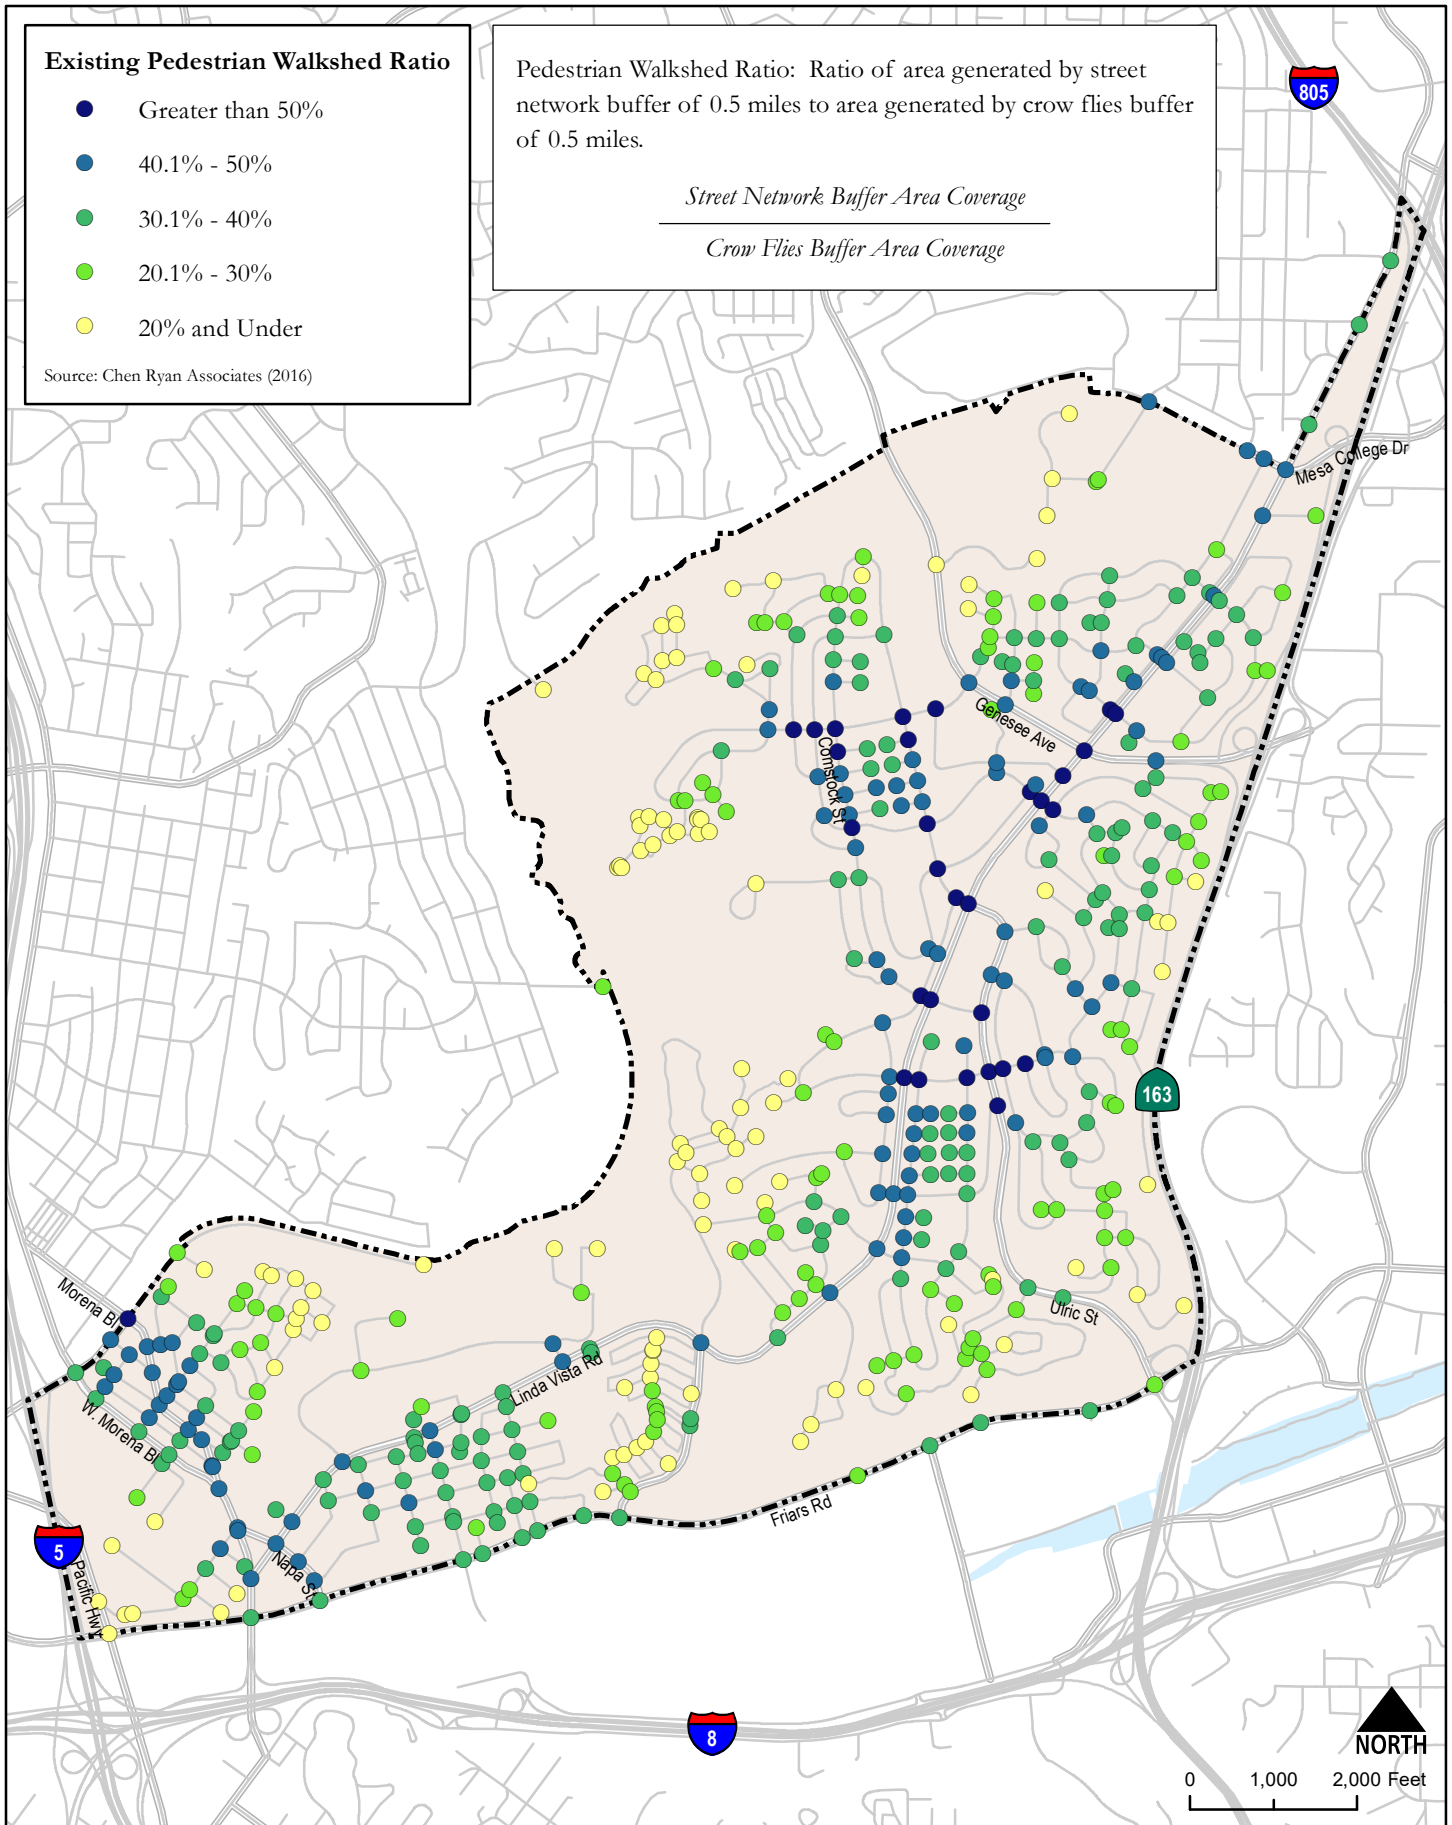 Existing Pedestrian Walkshed Ratio
Greater than 50%
40.1% - 50%
30.1% - 40%
20.1% - 30%
20% and Under
Source: Chen Ryan Associates (2016)
Pedestrian Walkshed Ratio: Ratio of area generated by street
network buffer of 0.5 miles to area generated by crow flies buffer
of 0.5 miles.
Street Network Buffer Area Coverage
Crow Flies Buffer Area Coverage
805
Mesa College Dr
Genesee Ave
Comstock St
163
Morena Bl
Ulric St
Linda Vista Rd
W. Morena Bl
Friars Rd
5
Napa St
Pacific Hwy
8
NORTH
0 1,000 2,000 Feet